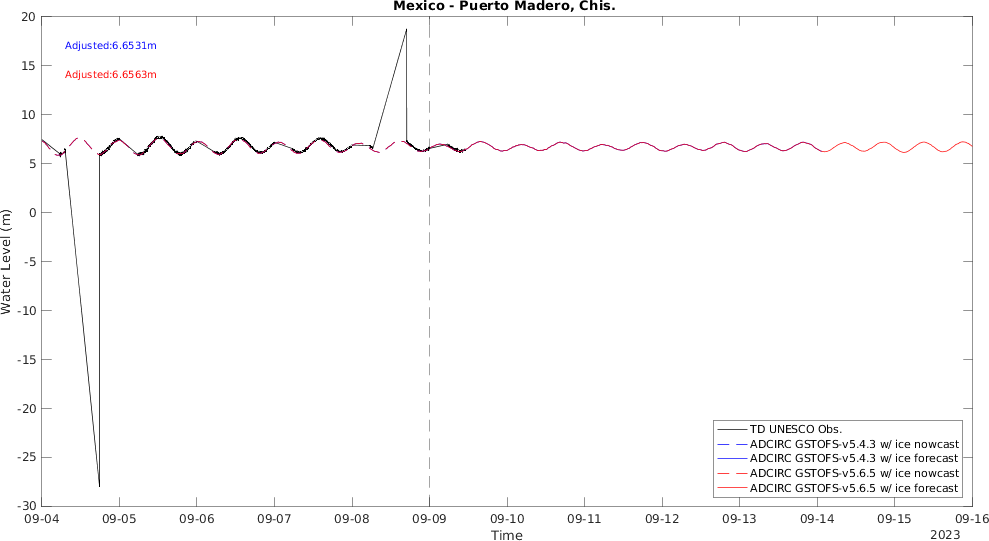 Mexico - Puerto Madero, Chis.
20
15
10
5
0
-5
-10
-15
-20
-25
-30
Water Level (m)
Adjusted:6.6531m
Adjusted:6.6563m
TD UNESCO Obs.
ADCIRC GSTOFS-v5.4.3 w/ ice nowcast
ADCIRC GSTOFS-v5.4.3 w/ ice forecast
ADCIRC GSTOFS-v5.6.5 w/ ice nowcast
ADCIRC GSTOFS-v5.6.5 w/ ice forecast
09-04 09-05 09-06 09-07 09-08 09-09 09-10 09-11 09-12 09-13 09-14 09-15 09-16
Time
2023